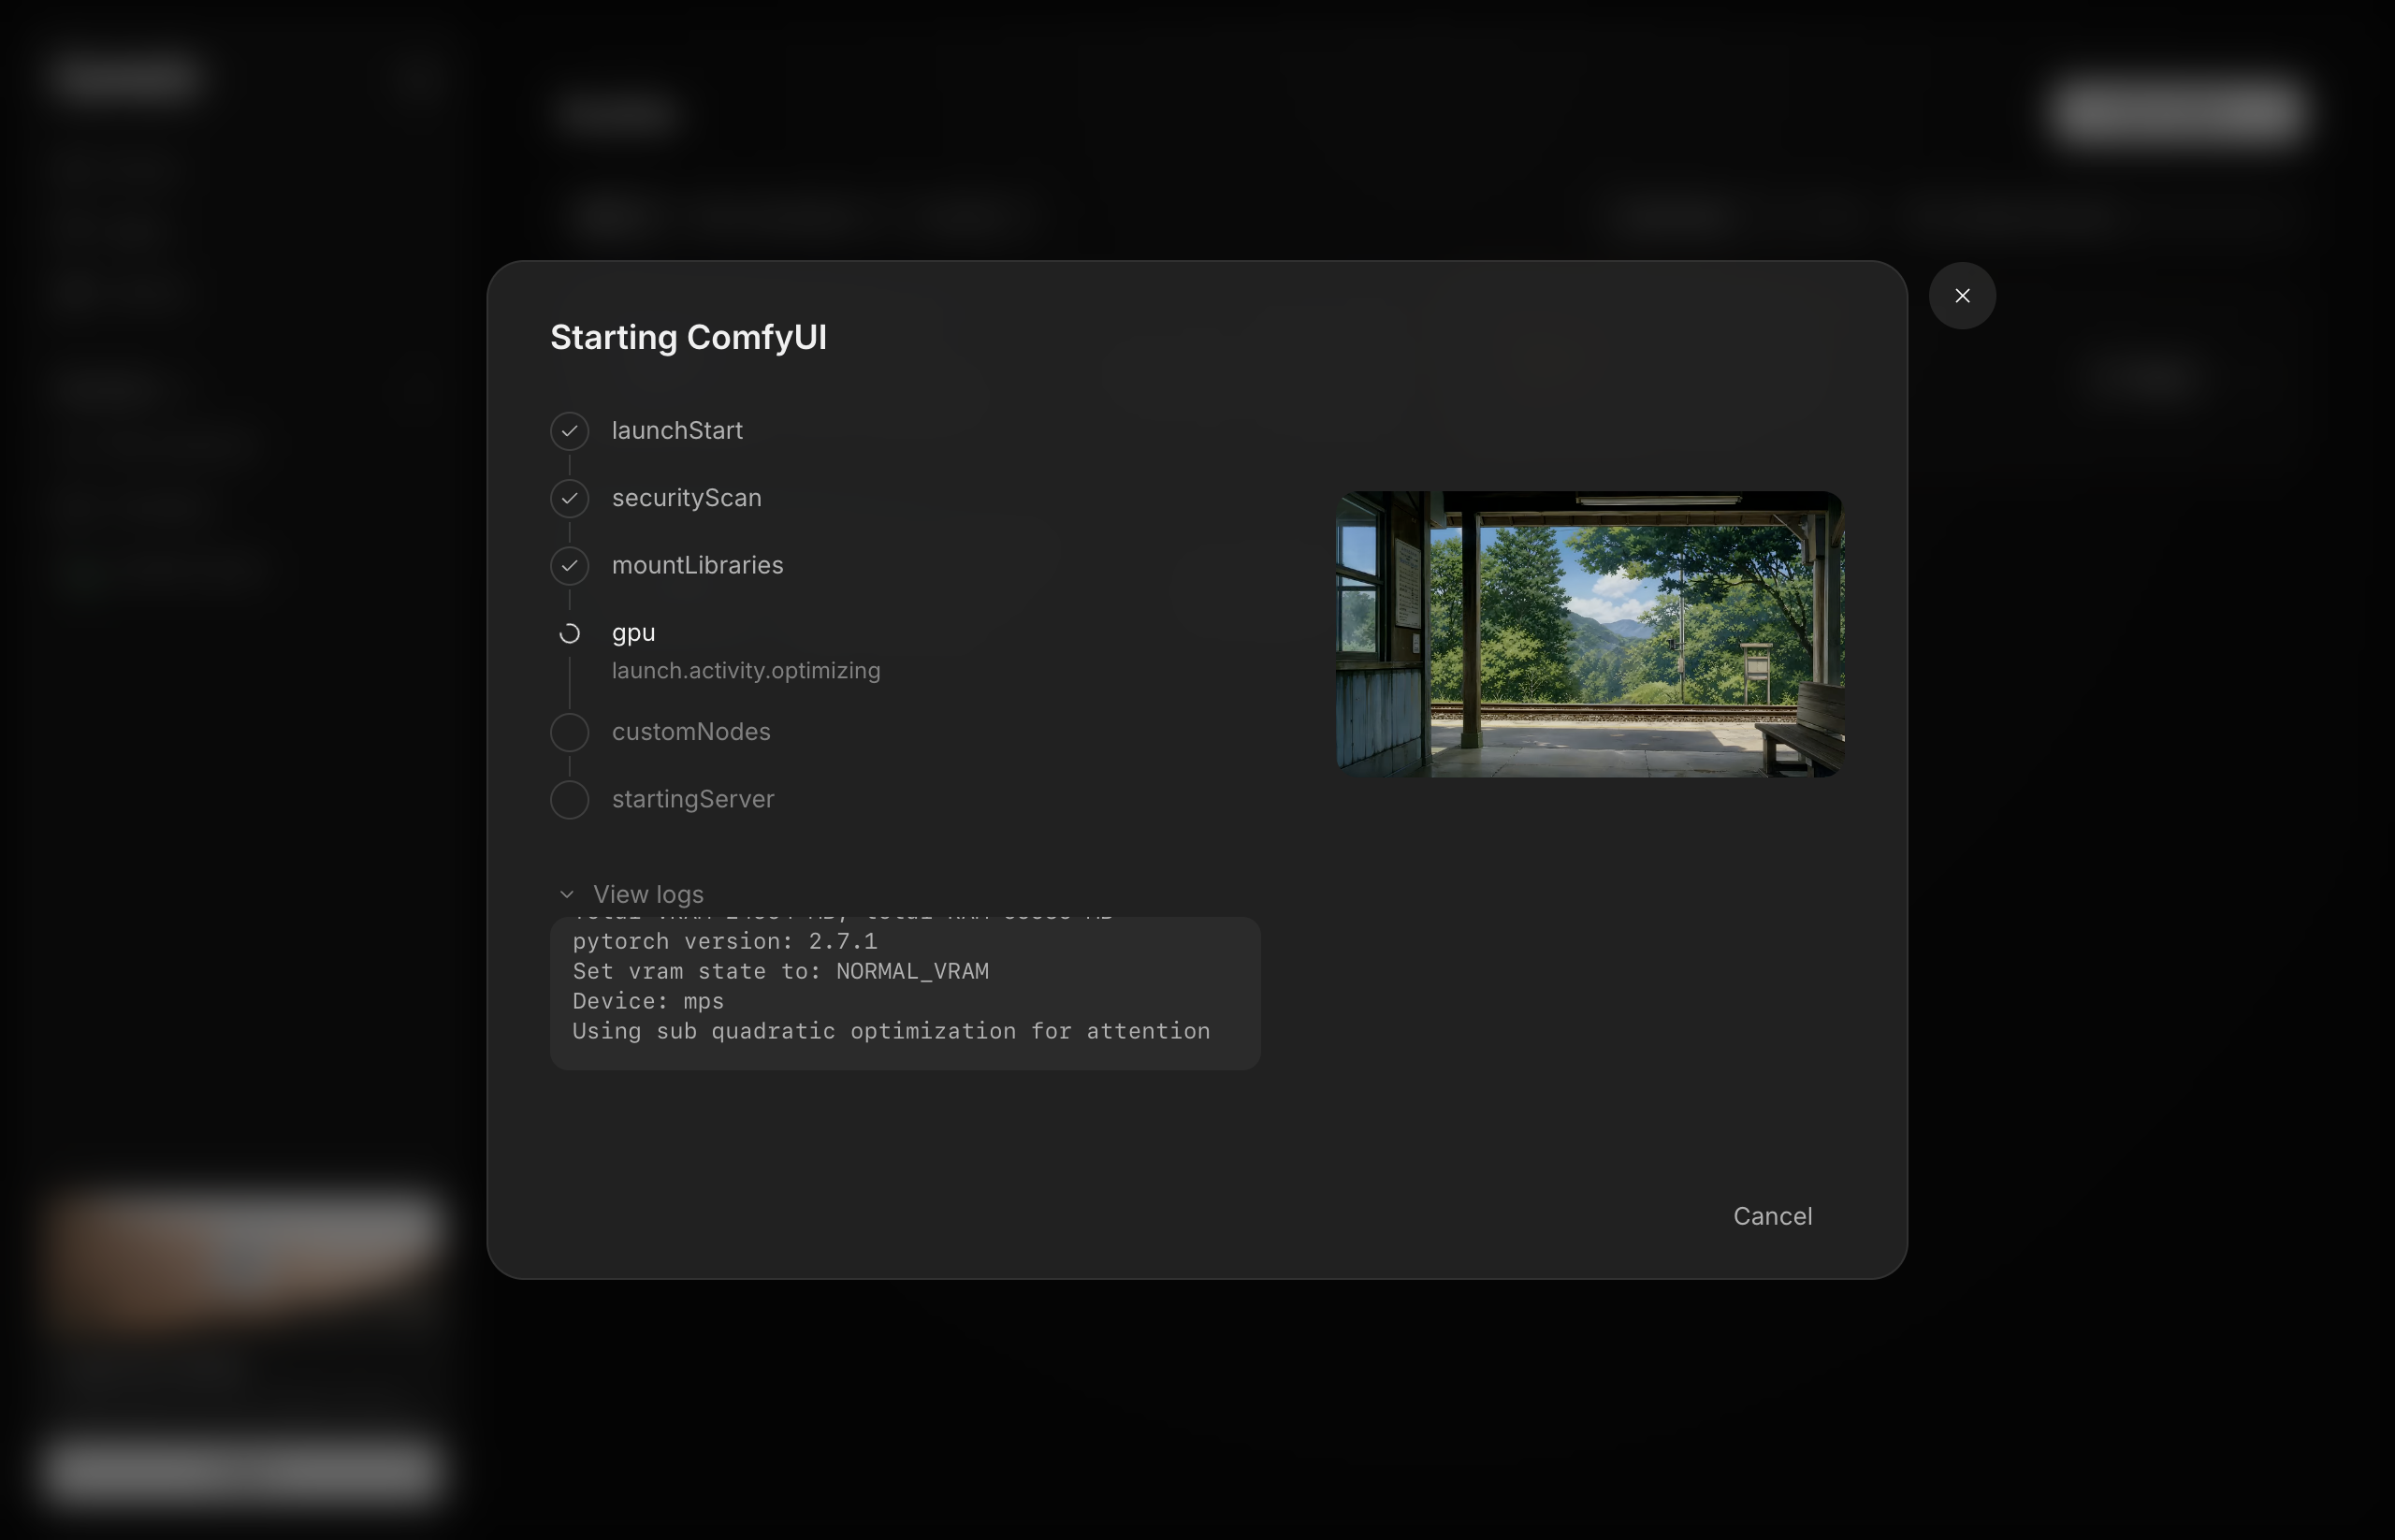 Starting ComfyUI
launchStart
securityScan
mountLibraries
gpu
launch.activity.optimizing
customNodes
startingServer
View logs
pytorch version: 2.7.1
Set vram state to: NORMAL_VRAM
Device: mps
Using sub quadratic optimization for attention
Cancel